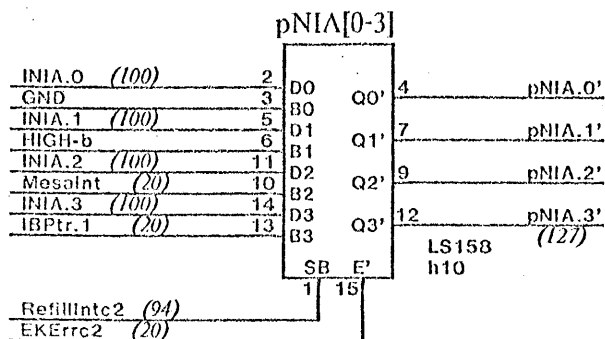 pNIA[0-3]
INIA.0 (100) 2 D0 Q0' 4 pNIA.0'
GND 3 B0
INIA.1 (100) 5 D1 Q1' 7 pNIA.1'
HIGH-b 6 B1
INIA.2 (100) 11 D2 Q2' 9 pNIA.2'
MesaInt (20) 10 B2
INIA.3 (100) 14 D3 Q3' 12 pNIA.3'
IBPtr.1 (20) 13 B3 (127)
LS158
SB E' h10
1 15
RefillIntc2 (94)
EKErrc2 (20)